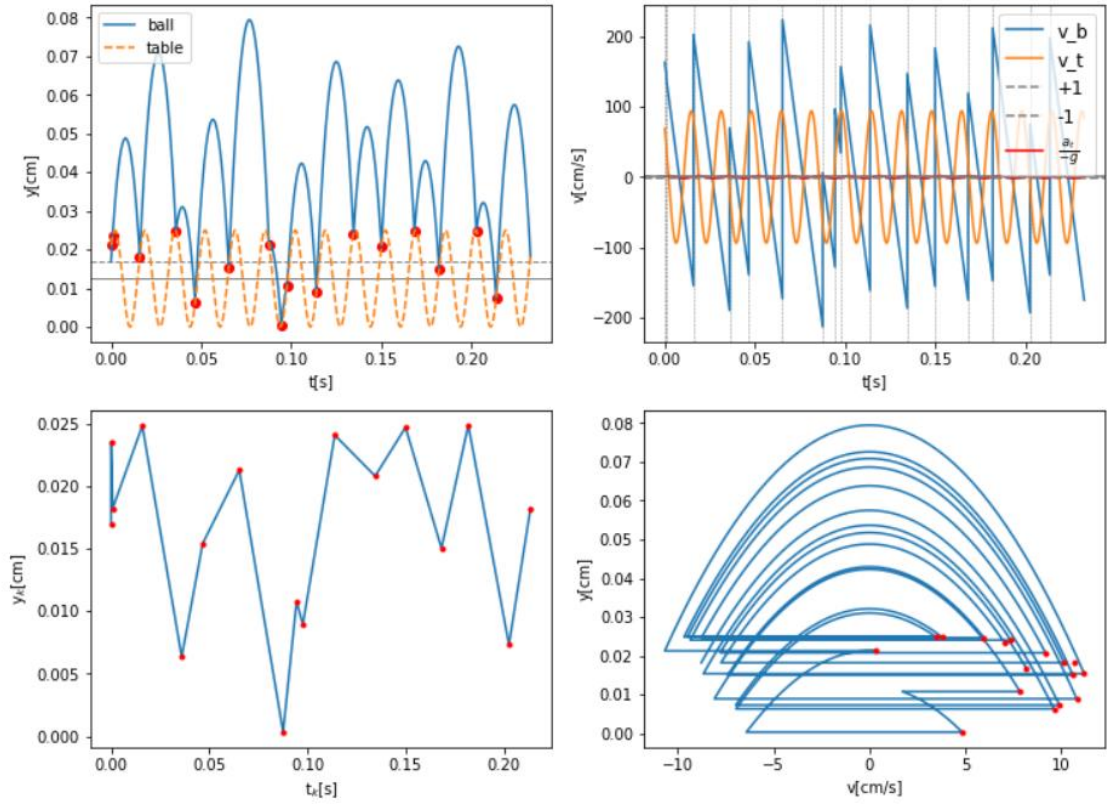 0.08
0.07
0.06
0.05
0.04
0.03
0.02
0.01
0.00
y[cm]
ball
table
0.00 0.05 0.10 0.15 0.20
t[s]
200
100
0
−100
−200
v[cm/s]
v_b
v_t
+1
-1
a_t
−g
0.00 0.05 0.10 0.15 0.20
t[s]
0.025
0.020
0.015
0.010
0.005
0.000
yₖ[cm]
0.00 0.05 0.10 0.15 0.20
tₖ[s]
0.08
0.07
0.06
0.05
0.04
0.03
0.02
0.01
0.00
y[cm]
−10 −5 0 5 10
v[cm/s]